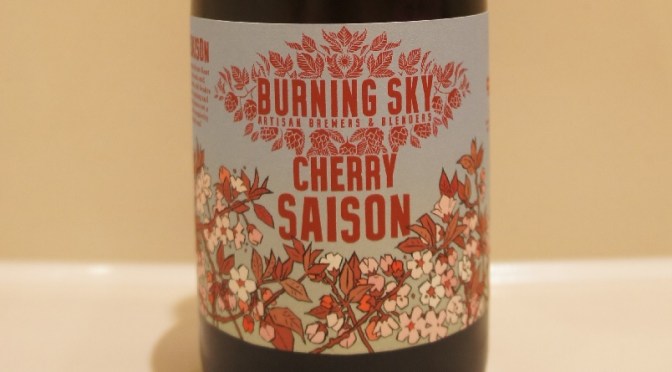 BURNING SKY
ARTISAN BREWERS & BLENDERS
CHERRY
SAISON